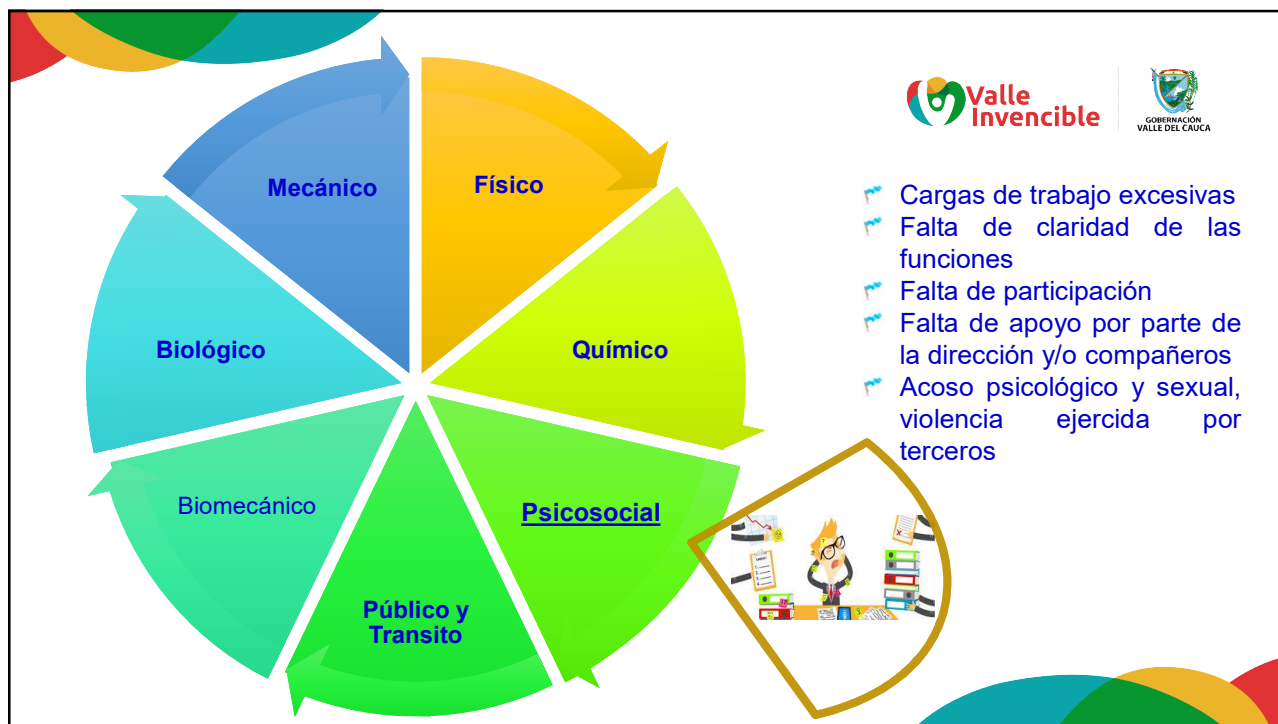 Valle
Invencible
GOBERNACIÓN
VALLE DEL CAUCA
Mecánico
Físico
Biológico
Químico
Biomecánico
Psicosocial
Público y
Transito
Cargas de trabajo excesivas
Falta de claridad de las
funciones
Falta de participación
Falta de apoyo por parte de
la dirección y/o compañeros
Acoso psicológico y sexual,
violencia ejercida por
terceros